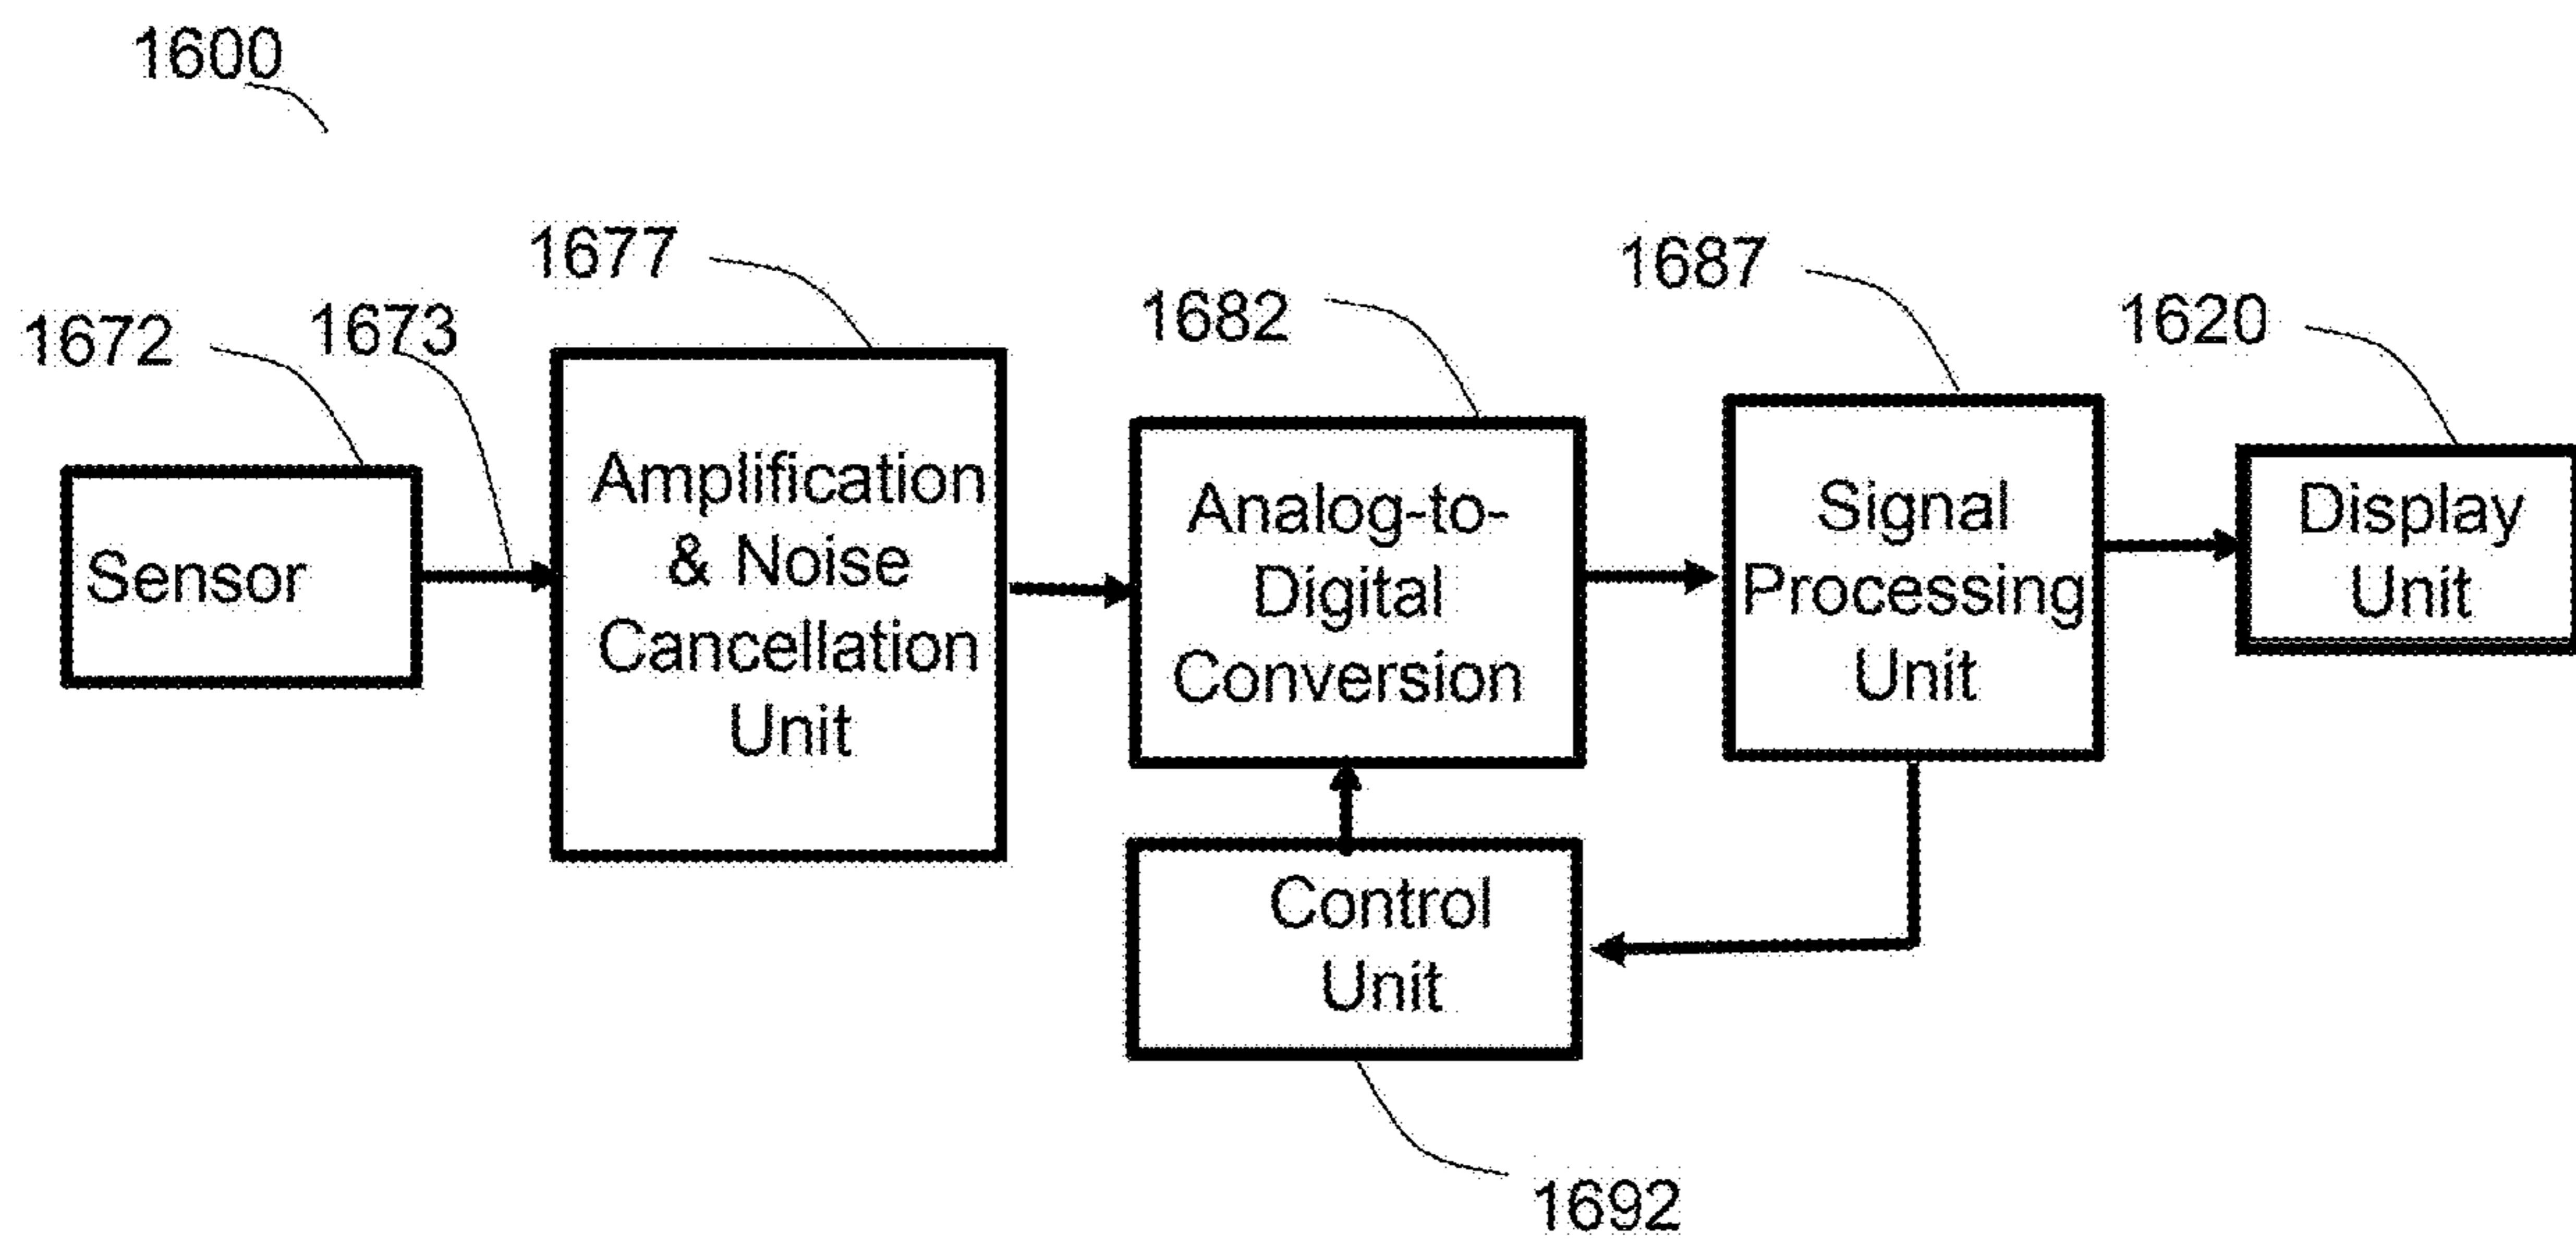 1600
1677
1687
1682
1620
1672
1673
Sensor
Amplification
& Noise
Cancellation
Unit
Analog-to-
Digital
Conversion
Signal
Processing
Unit
Display
Unit
Control
Unit
1692